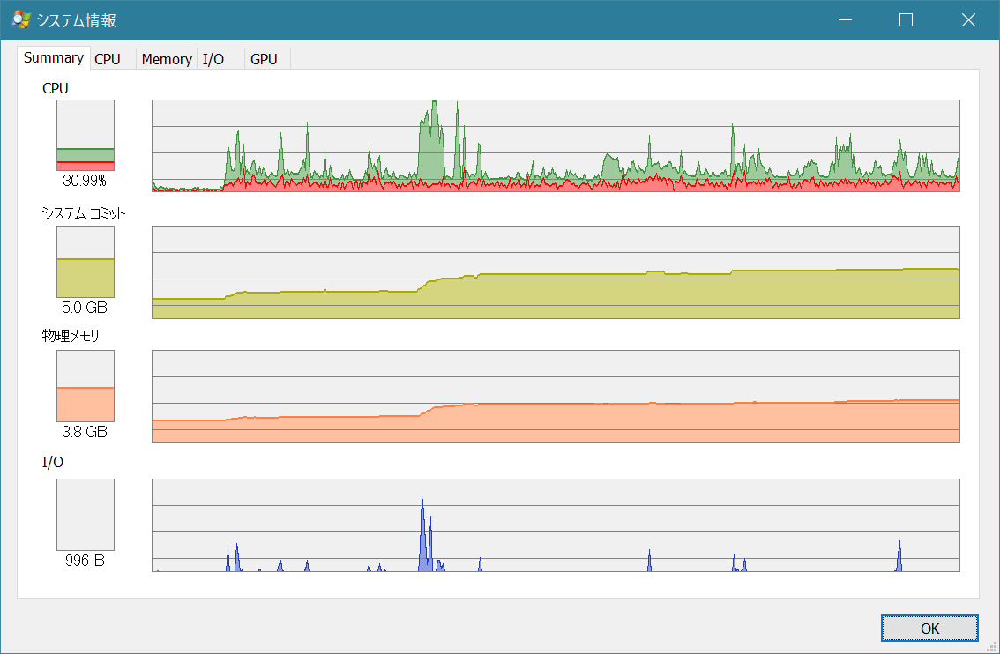 システム情報
Summary CPU Memory I/O GPU
CPU
30.99%
システム コミット
5.0 GB
物理メモリ
3.8 GB
I/O
996 B
OK